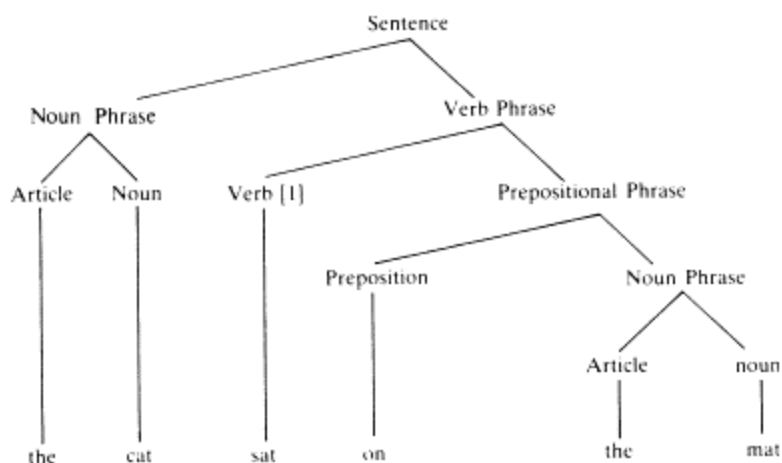 Sentence
Noun Phrase Verb Phrase
Article Noun Verb [1] Prepositional Phrase
Preposition Noun Phrase
Article noun
the cat sat on the mat